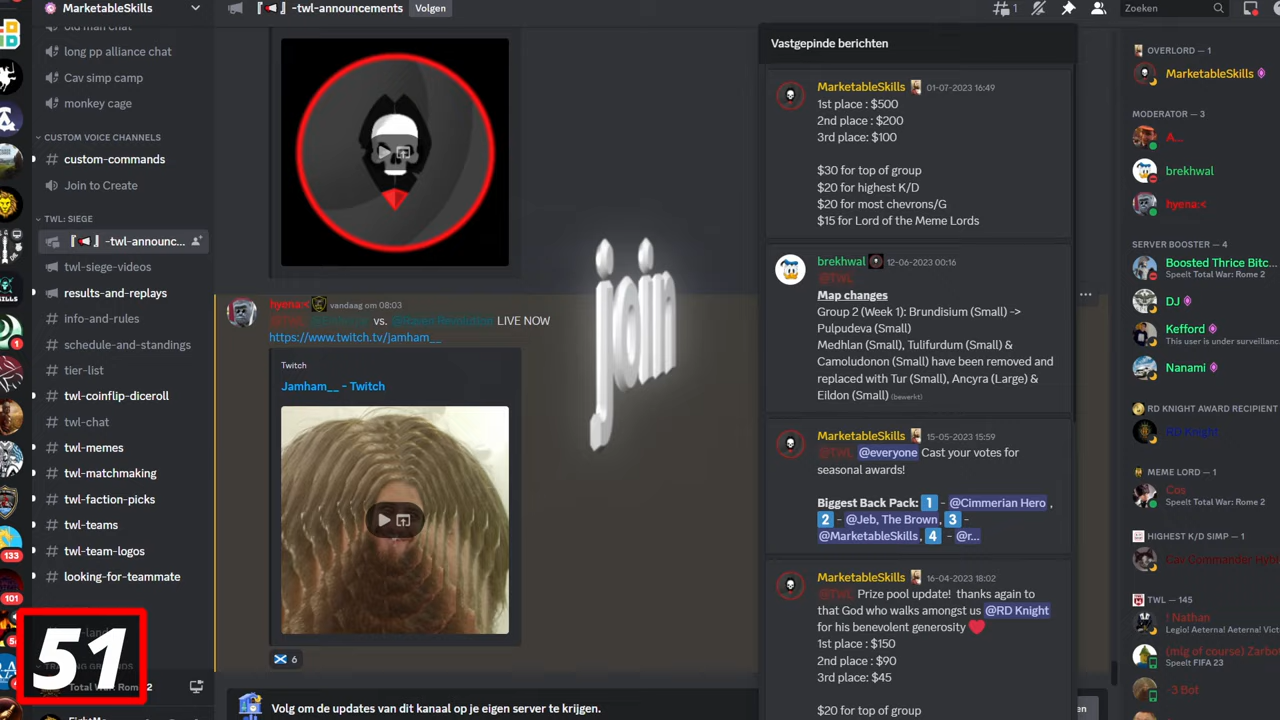 MarketableSkills
long pp alliance chat
Cav simp camp
monkey cage
CUSTOM VOICE CHANNELS
custom-commands
Join to Create
TWL: SIEGE
-twl-announc...
twl-siege-videos
results-and-replays
info-and-rules
schedule-and-standings
tier-list
twl-coinflip-diceroll
twl-chat
twl-memes
twl-matchmaking
twl-faction-picks
twl-teams
twl-team-logos
looking-for-teammate
51
Total War: Rom 2
1
133
101
-twl-announcements
Volgen
hyena:< vandaag om 08:03
vs. LIVE NOW
https://www.twitch.tv/jamham__
Twitch
Jamham__ - Twitch
6
Volg om de updates van dit kanaal op je eigen server te krijgen.
join
1
Zoeken
Vastgepinde berichten
MarketableSkills 01-07-2023 16:49
1st place : $500
2nd place : $200
3rd place: $100
$30 for top of group
$20 for highest K/D
$20 for most chevrons/G
$15 for Lord of the Meme Lords
brekhwal 12-06-2023 00:16
@TWL
Map changes
Group 2 (Week 1): Brundisium (Small) ->
Pulpudeva (Small)
Medhlan (Small), Tulifurdum (Small) &
Camoludonon (Small) have been removed and
replaced with Tur (Small), Ancyra (Large) &
Eildon (Small) (bewerkt)
MarketableSkills 15-05-2023 15:59
@TWL @everyone Cast your votes for
seasonal awards!
Biggest Back Pack: 1 - @Cimmerian Hero ,
2 - @Jeb, The Brown , 3 -
@MarketableSkills , 4 - @r...
MarketableSkills 16-04-2023 18:02
@TWL Prize pool update! thanks again to
that God who walks amongst us @RD Knight
for his benevolent generosity ❤
1st place : $150
2nd place : $90
3rd place : $45
$20 for top of group
OVERLORD — 1
MarketableSkills
MODERATOR — 3
A...
brekhwal
hyena:<
SERVER BOOSTER — 4
Boosted Thrice Bitc...
Speelt Total War: Rome 2
DJ
Kefford
This user is under surveillanc
Nanami
RD KNIGHT AWARD RECIPIENT
RD Knight
MEME LORD — 1
Cos
Speelt Total War: Rome 2
HIGHEST K/D SIMP — 1
Cav Commander Hybr
TWL — 145
! Nathan
Legio! Aeterna! Aeterna! Vict
(mlg of course) Zarbo
Speelt FIFA 23
-3 Bot